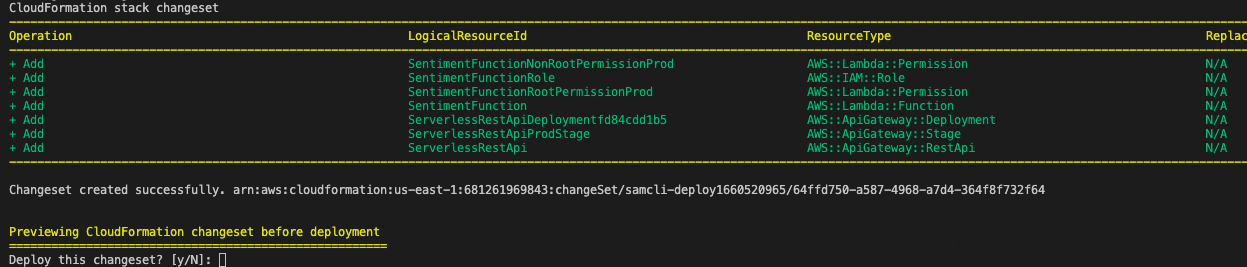 CloudFormation stack changeset
Operation LogicalResourceId ResourceType Replac
+ Add SentimentFunctionNonRootPermissionProd AWS::Lambda::Permission N/A
+ Add SentimentFunctionRole AWS::IAM::Role N/A
+ Add SentimentFunctionRootPermissionProd AWS::Lambda::Permission N/A
+ Add SentimentFunction AWS::Lambda::Function N/A
+ Add ServerlessRestApiDeploymentfd84cdd1b5 AWS::ApiGateway::Deployment N/A
+ Add ServerlessRestApiProdStage AWS::ApiGateway::Stage N/A
+ Add ServerlessRestApi AWS::ApiGateway::RestApi N/A
Changeset created successfully. arn:aws:cloudformation:us-east-1:681261969843:changeSet/samcli-deploy1660520965/64ffd750-a587-4968-a7d4-364f8f732f64
Previewing CloudFormation changeset before deployment
Deploy this changeset? [y/N]: